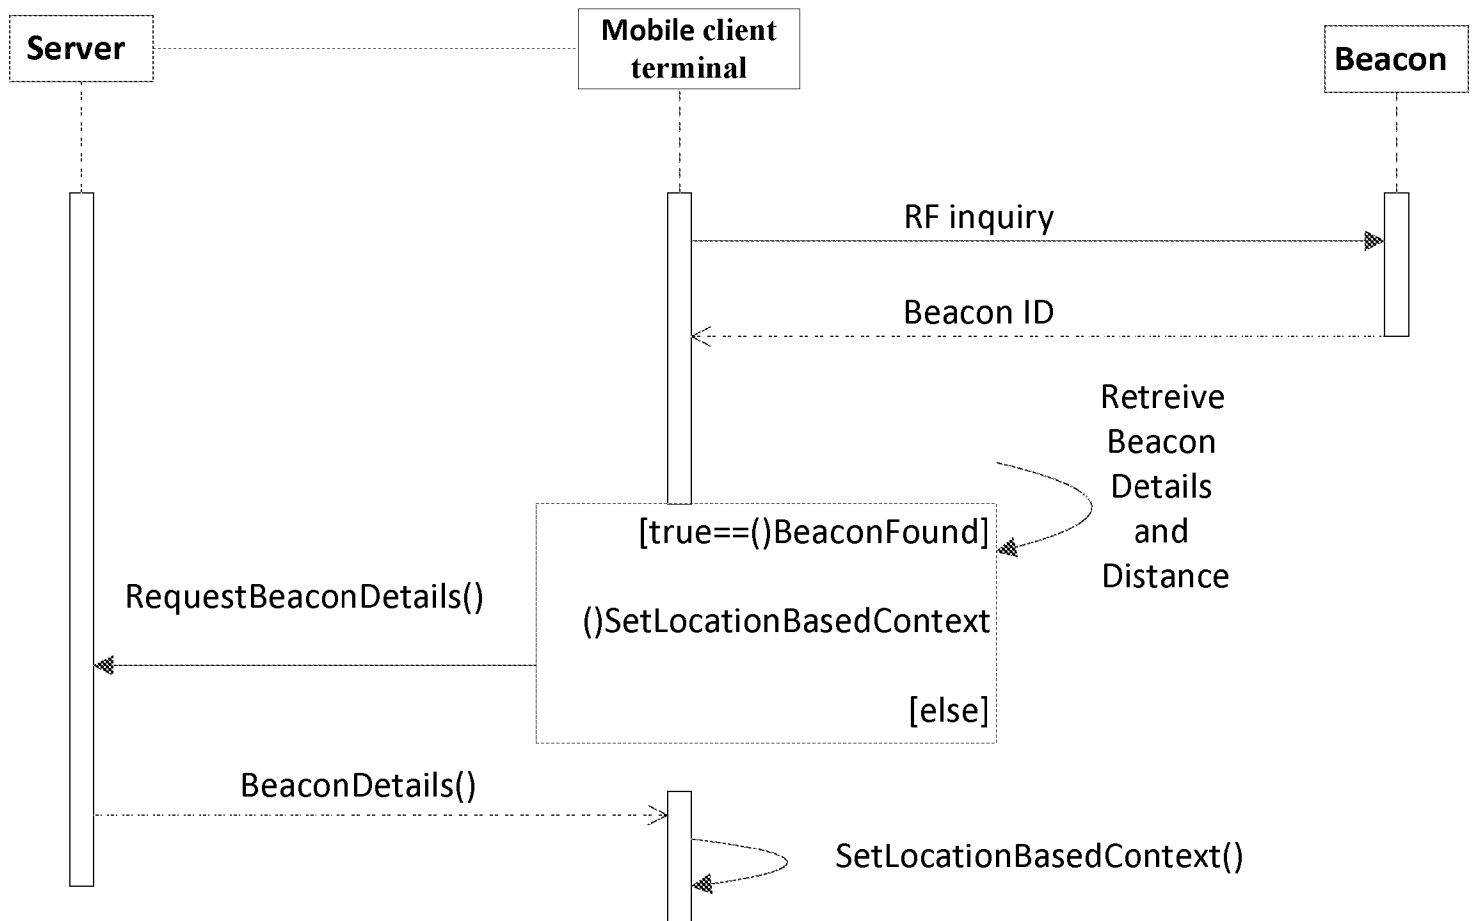 Server
Mobile client
terminal
Beacon
RF inquiry
Beacon ID
Retreive
Beacon
Details
and
Distance
[true==()BeaconFound]
RequestBeaconDetails()
()SetLocationBasedContext
[else]
BeaconDetails()
SetLocationBasedContext()